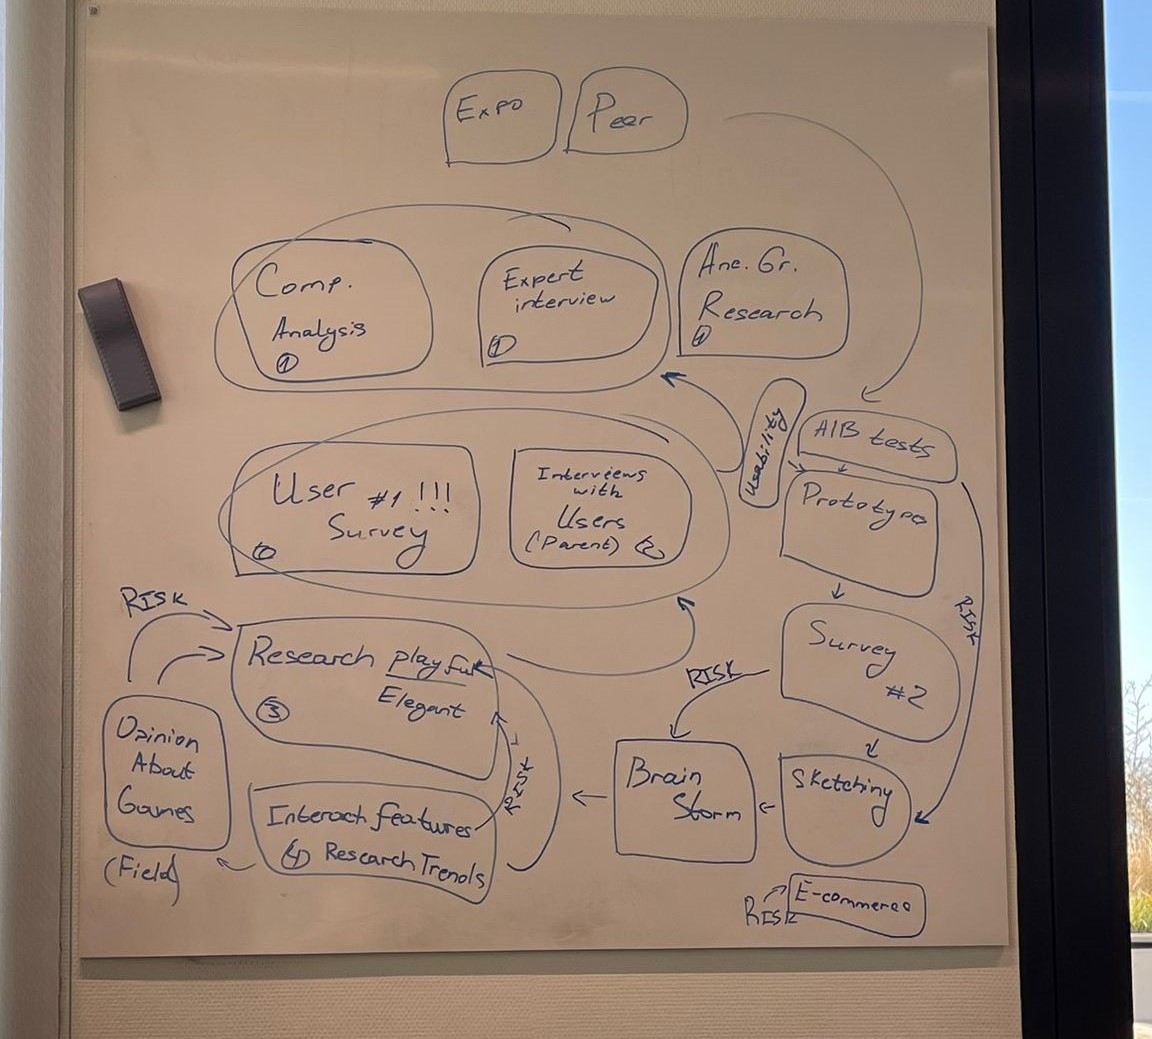 Expo
Peer
Comp.
Analysis
1
Expert
interview
1
Anc. Gr.
Research
1
Usability
A/B tests
User #1 !!!
Survey
Interviews
with
Users
(Parent) 2
Prototype
RISK
RISK
Research playful
Elegant
3
Survey
#2
RISK
Opinion
About
Games
(Field)
Interact features
4 Research Trends
RISK
Brain
Storm
Sketching
E-commerce
RISK